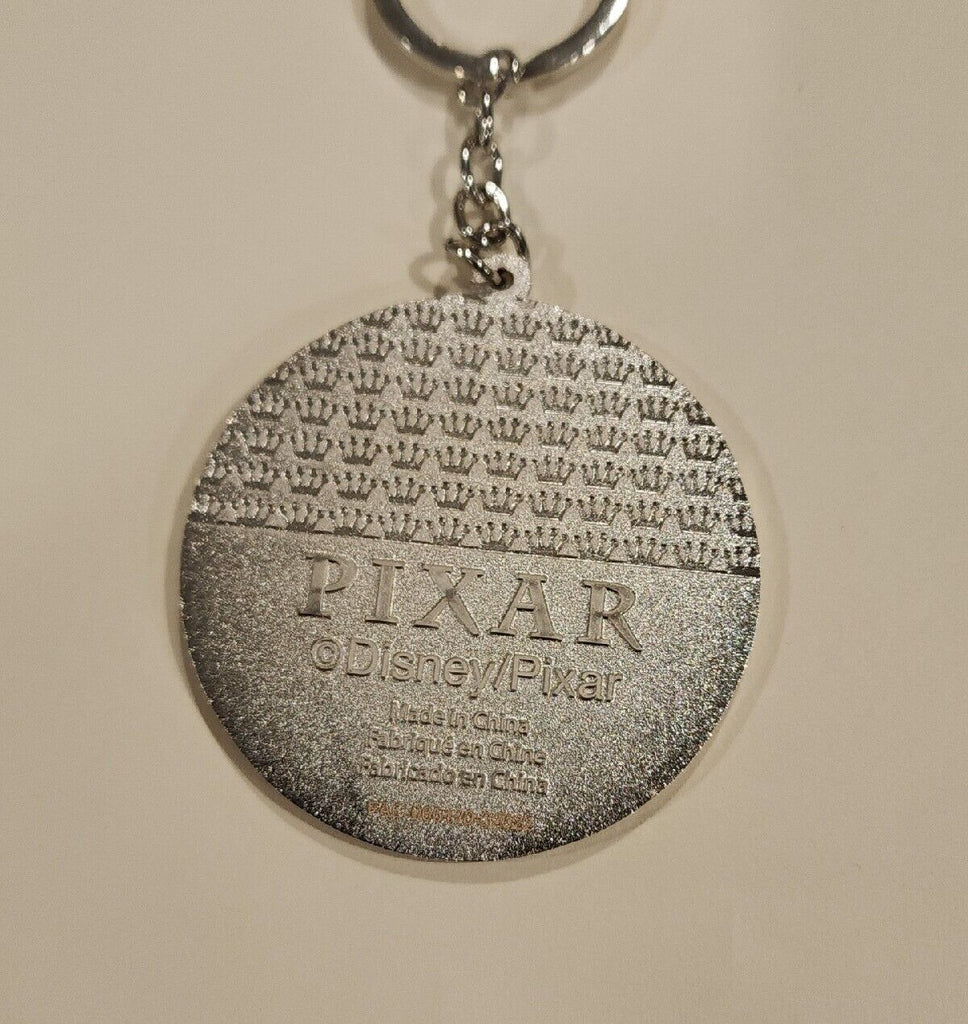 PIXAR
©Disney/Pixar
Made in China
Fabriqué en Chine
Fabricado en China